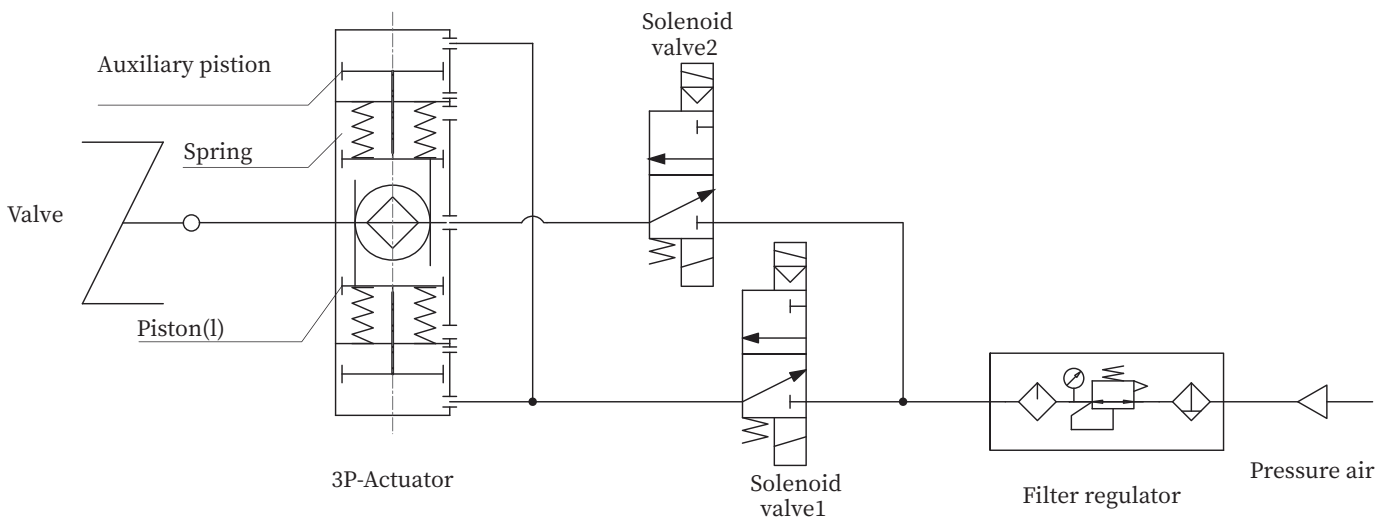 Solenoid
valve2
Auxiliary pistion
Spring
Valve
Piston(l)
3P-Actuator
Solenoid
valve1
Filter regulator
Pressure air